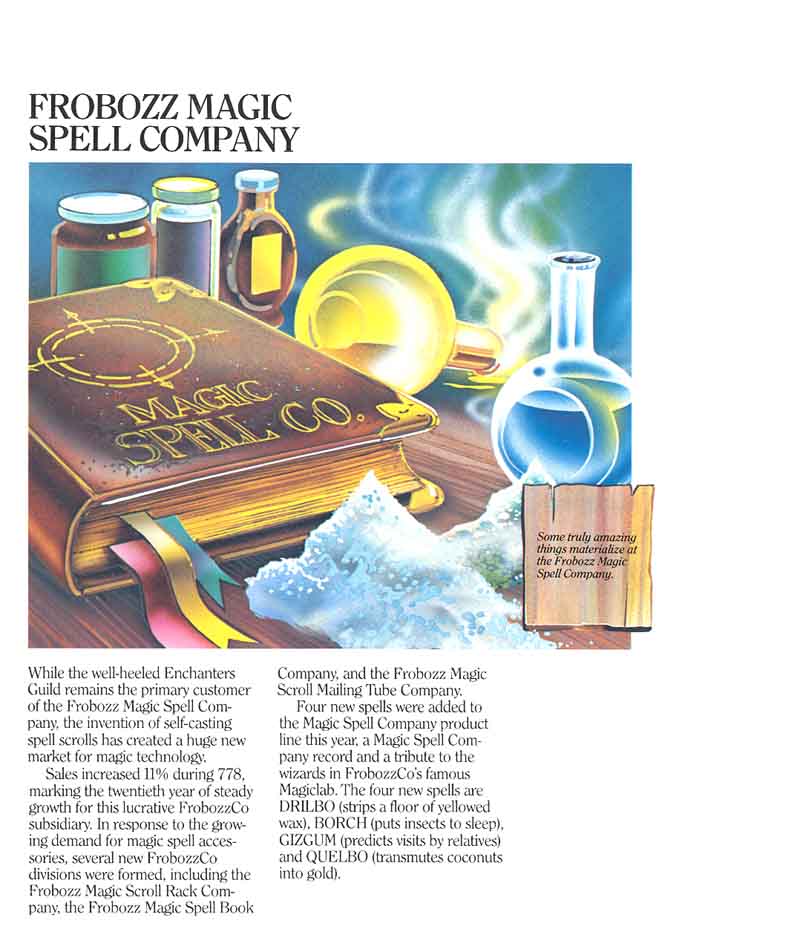 FROBOZZ MAGIC
SPELL COMPANY
MAGIC
SPELL CO.
Some truly amazing
things materialize at
the Frobozz Magic
Spell Company.
While the well-heeled Enchanters
Guild remains the primary customer
of the Frobozz Magic Spell Com-
pany, the invention of self-casting
spell scrolls has created a huge new
market for magic technology.
Sales increased 11% during 778,
marking the twentieth year of steady
growth for this lucrative FrobozzCo
subsidiary. In response to the grow-
ing demand for magic spell acces-
sories, several new FrobozzCo
divisions were formed, including the
Frobozz Magic Scroll Rack Com-
pany, the Frobozz Magic Spell Book
Company, and the Frobozz Magic
Scroll Mailing Tube Company.
Four new spells were added to
the Magic Spell Company product
line this year, a Magic Spell Com-
pany record and a tribute to the
wizards in FrobozzCo's famous
Magiclab. The four new spells are
DRILBO (strips a floor of yellowed
wax), BORCH (puts insects to sleep),
GIZGUM (predicts visits by relatives)
and QUELBO (transmutes coconuts
into gold).